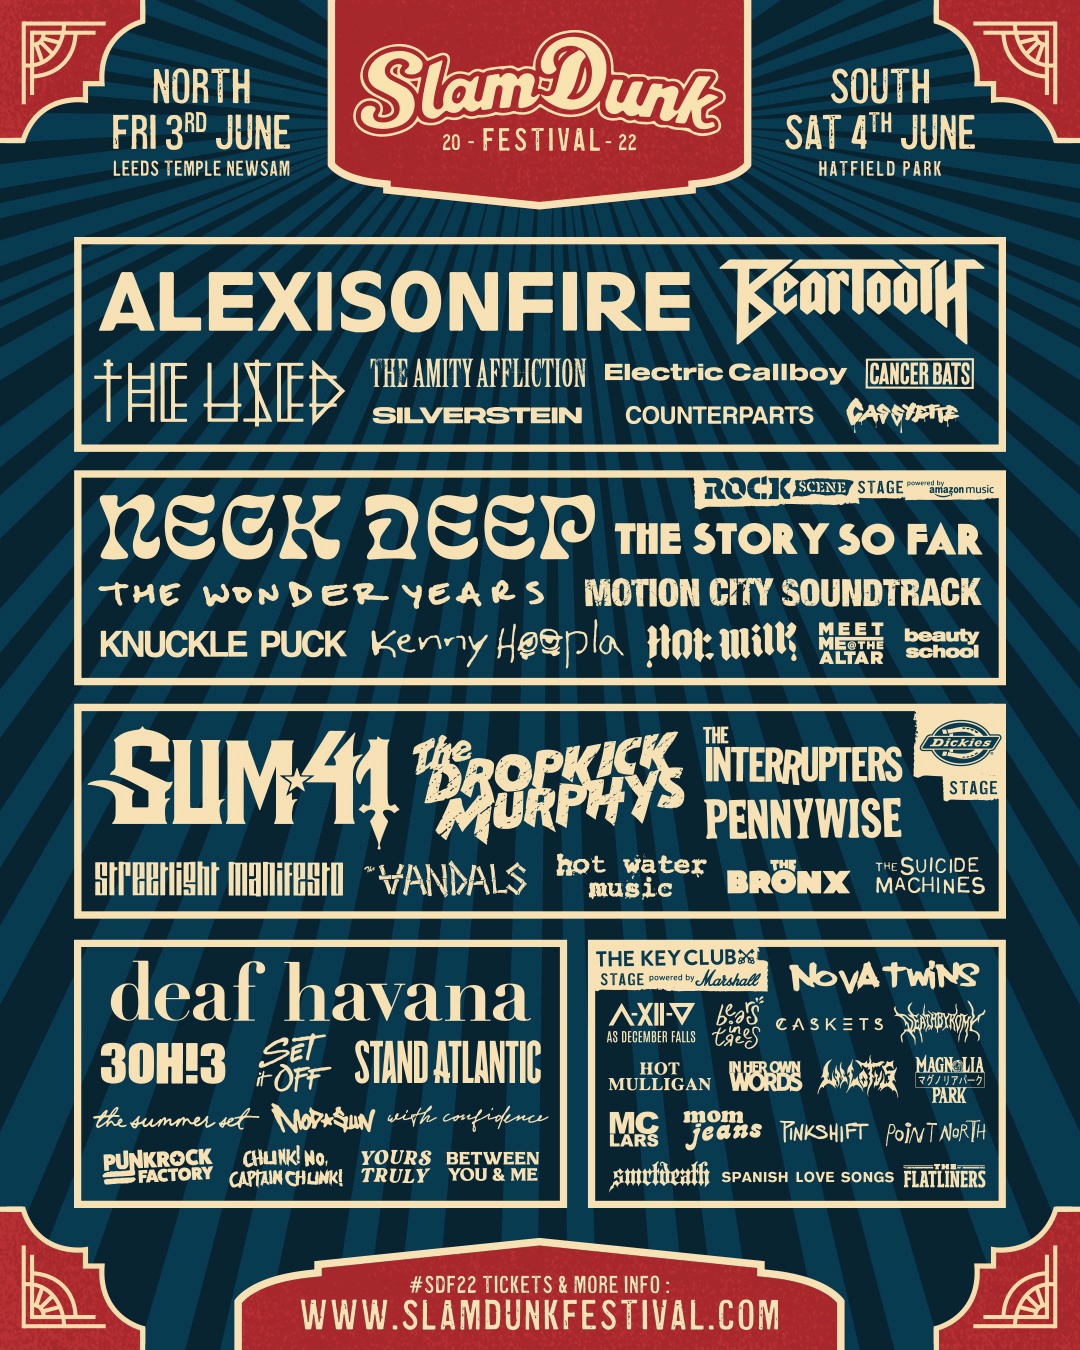 NORTH
FRI 3RD JUNE
LEEDS TEMPLE NEWSAM
Slam Dunk
20 - FESTIVAL - 22
SOUTH
SAT 4TH JUNE
HATFIELD PARK
ALEXISONFIRE BEARTOOTH
THE USED THE AMITY AFFLICTION Electric Callboy CANCER BATS
SILVERSTEIN COUNTERPARTS CASSYETTE
ROCK SCENE STAGE powered by amazon music
NECK DEEP THE STORY SO FAR
THE WONDER YEARS MOTION CITY SOUNDTRACK
KNUCKLE PUCK Kenny Hoopla Hot Milk MEET ME @ THE ALTAR beauty school
SUM 41 The DROPKICK MURPHYS THE INTERRUPTERS
PENNYWISE
Dickies
STAGE
streetlight manifesto THE VANDALS hot water music THE BRONX THE SUICIDE MACHINES
deaf havana
3OH!3 SET it OFF STAND ATLANTIC
the summer set MOD SUN with confidence
PUNKROCK FACTORY CHUNK! NO, CAPTAIN CHUNK! YOURS TRULY BETWEEN YOU & ME
THE KEY CLUB
STAGE powered by Marshall
NOVA TWINS
AS DECEMBER FALLS bears in trees CASKETS DEATHBYROMY
HOT MULLIGAN IN HER OWN WORDS LILLOTUS MAGNOLIA マグノリアパーク PARK
MC LARS mom jeans PINKSHIFT POINT NORTH
smrtdeath SPANISH LOVE SONGS THE FLATLINERS
#SDF22 TICKETS & MORE INFO :
WWW.SLAMDUNKFESTIVAL.COM